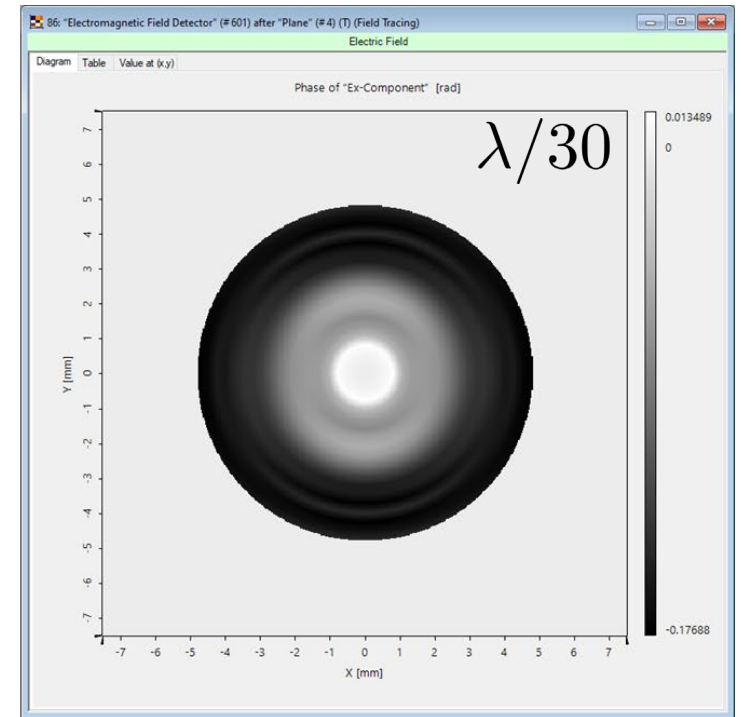 86: "Electromagnetic Field Detector" (# 601) after "Plane" (# 4) (T) (Field Tracing)
Electric Field
Diagram Table Value at (x,y)
Phase of "Ex-Component" [rad]
λ/30
0.013489
0
-0.17688
Y [mm]
7
6
5
4
3
2
1
0
-1
-2
-3
-4
-5
-6
-7
-7 -6 -5 -4 -3 -2 -1 0 1 2 3 4 5 6 7
X [mm]